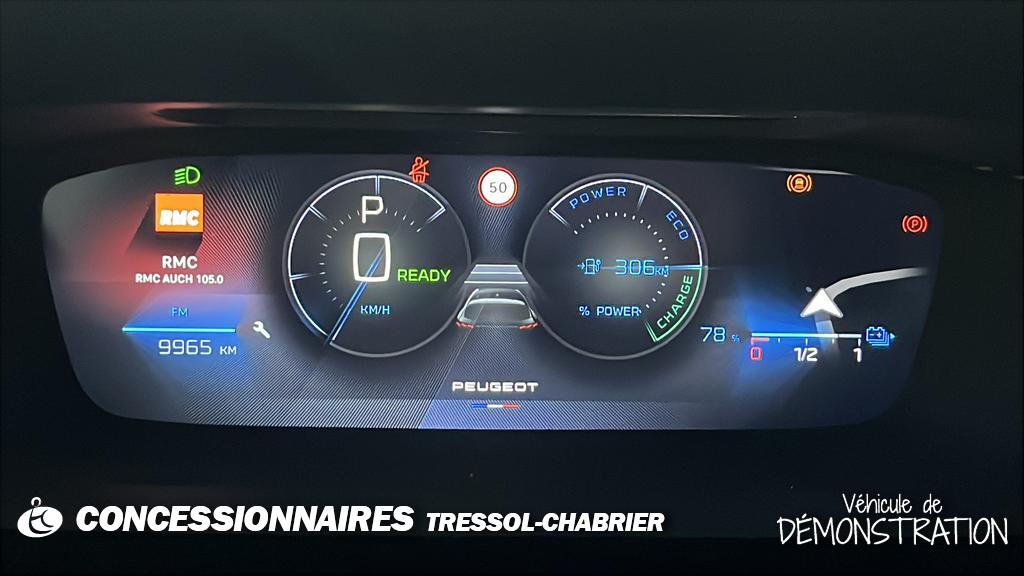 RMC
RMC
RMC AUCH 105.0
FM
9965 KM
P
0
READY
KM/H
50
PEUGEOT
POWER
ECO
306 KM
% POWER
CHARGE
P
78 %
0 1/2 1
CONCESSIONNAIRES TRESSOL-CHABRIER
Véhicule de
DÉMONSTRATION